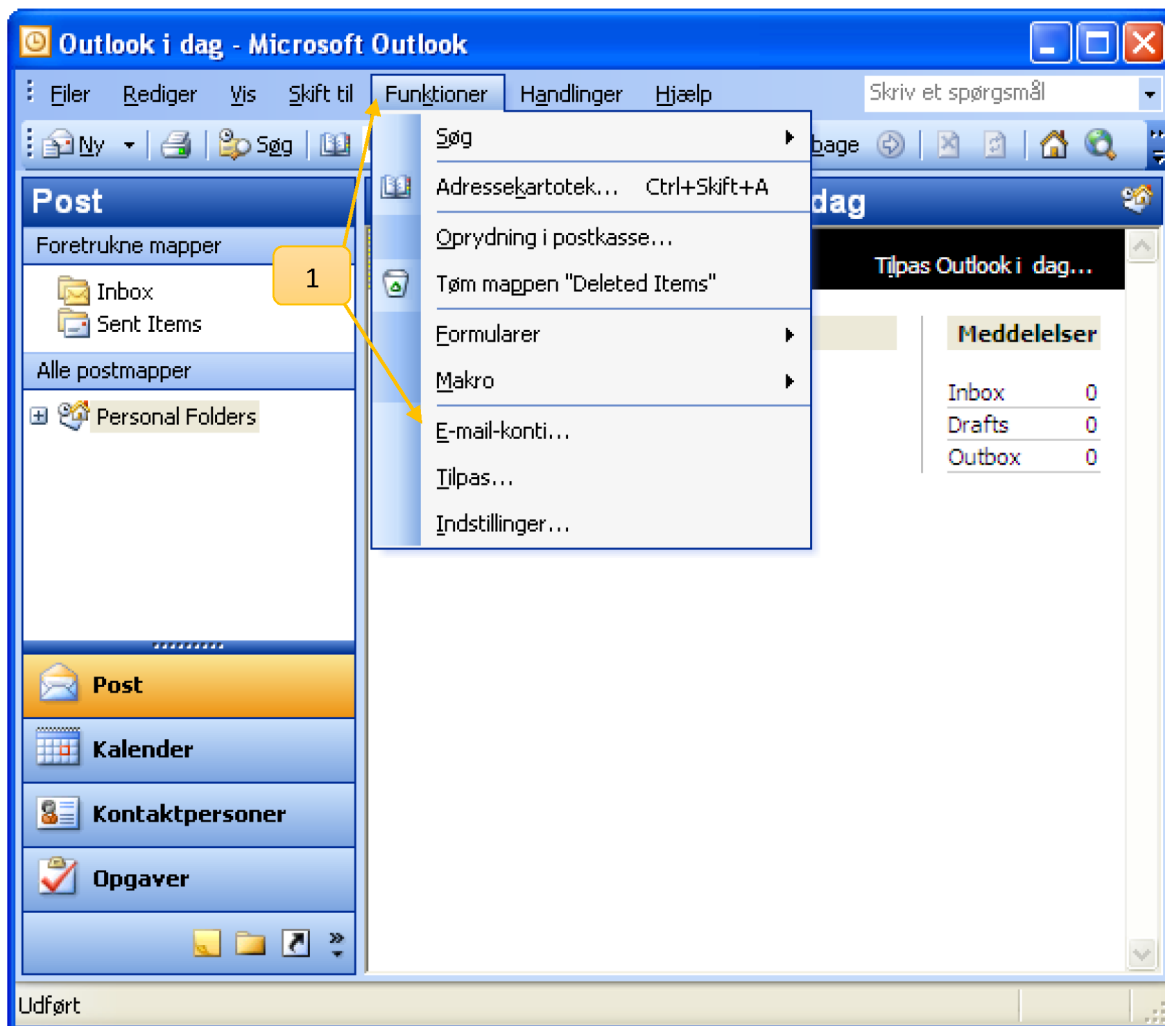 Outlook i dag - Microsoft Outlook
Filer Rediger Vis Skift til Funktioner Handlinger Hjælp Skriv et spørgsmål
Ny Søg bage
Post
Foretrukne mapper
Inbox
Sent Items
Alle postmapper
Personal Folders
1
Søg
Adressekartotek... Ctrl+Skift+A
Oprydning i postkasse...
Tøm mappen "Deleted Items"
Formularer
Makro
E-mail-konti...
Tilpas...
Indstillinger...
dag
Tilpas Outlook i dag...
Meddelelser
Inbox 0
Drafts 0
Outbox 0
Post
Kalender
Kontaktpersoner
Opgaver
Udført